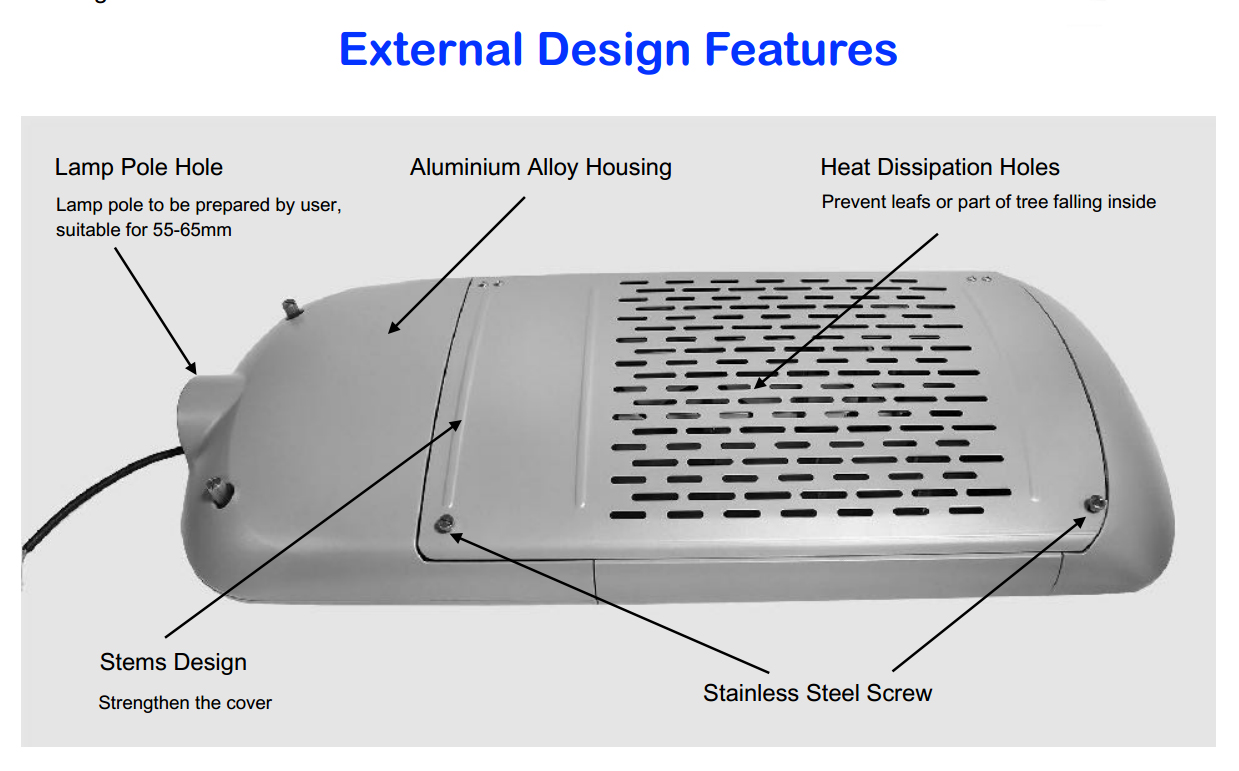 External Design Features
Lamp Pole Hole
Lamp pole to be prepared by user,
suitable for 55-65mm
Aluminium Alloy Housing
Heat Dissipation Holes
Prevent leafs or part of tree falling inside
Stems Design
Strengthen the cover
Stainless Steel Screw